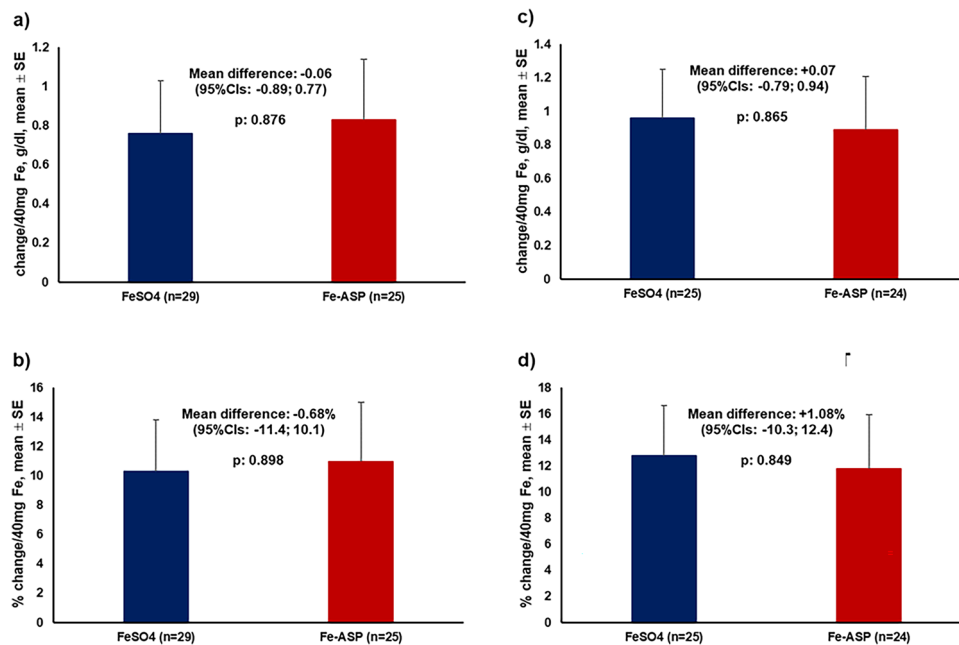 a)
change/40mg Fe, g/dl, mean ± SE
1.2
1
0.8
0.6
0.4
0.2
0
Mean difference: -0.06
(95%CIs: -0.89; 0.77)
p: 0.876
FeSO4 (n=29)
Fe-ASP (n=25)
c)
change/40mg Fe, g/dl, mean ± SE
1.4
1.2
1
0.8
0.6
0.4
0.2
0
Mean difference: +0.07
(95%CIs: -0.79; 0.94)
p: 0.865
FeSO4 (n=25)
Fe-ASP (n=24)
b)
% change/40mg Fe, mean ± SE
16
14
12
10
8
6
4
2
0
Mean difference: -0.68%
(95%CIs: -11.4; 10.1)
p: 0.898
FeSO4 (n=29)
Fe-ASP (n=25)
d)
% change/40mg Fe, mean ± SE
18
16
14
12
10
8
6
4
2
0
Mean difference: +1.08%
(95%CIs: -10.3; 12.4)
p: 0.849
FeSO4 (n=25)
Fe-ASP (n=24)